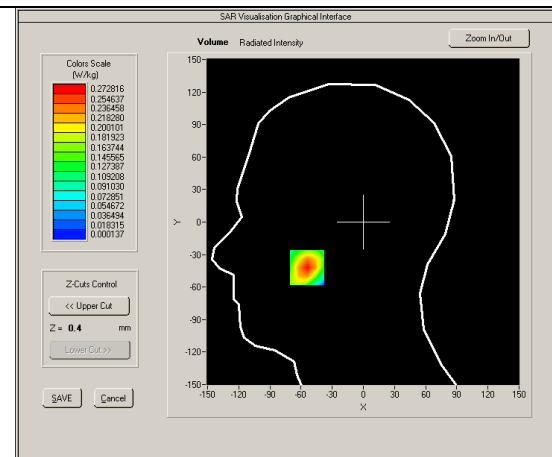 SAR Visualisation Graphical Interface
Volume Radiated Intensity
Zoom In/Out
Colors Scale
(W/kg)
0.272816
0.254637
0.236458
0.218280
0.200101
0.181923
0.163744
0.145565
0.127387
0.109208
0.091030
0.072851
0.054672
0.036494
0.018315
0.000137
Z-Cuts Control
<< Upper Cut
Z = 0.4 mm
Lower Cut >>
SAVE Cancel
150
120
90
60
30
0
-30
-60
-90
-120
-150
Y
-150 -120 -90 -60 -30 0 30 60 90 120 150
X